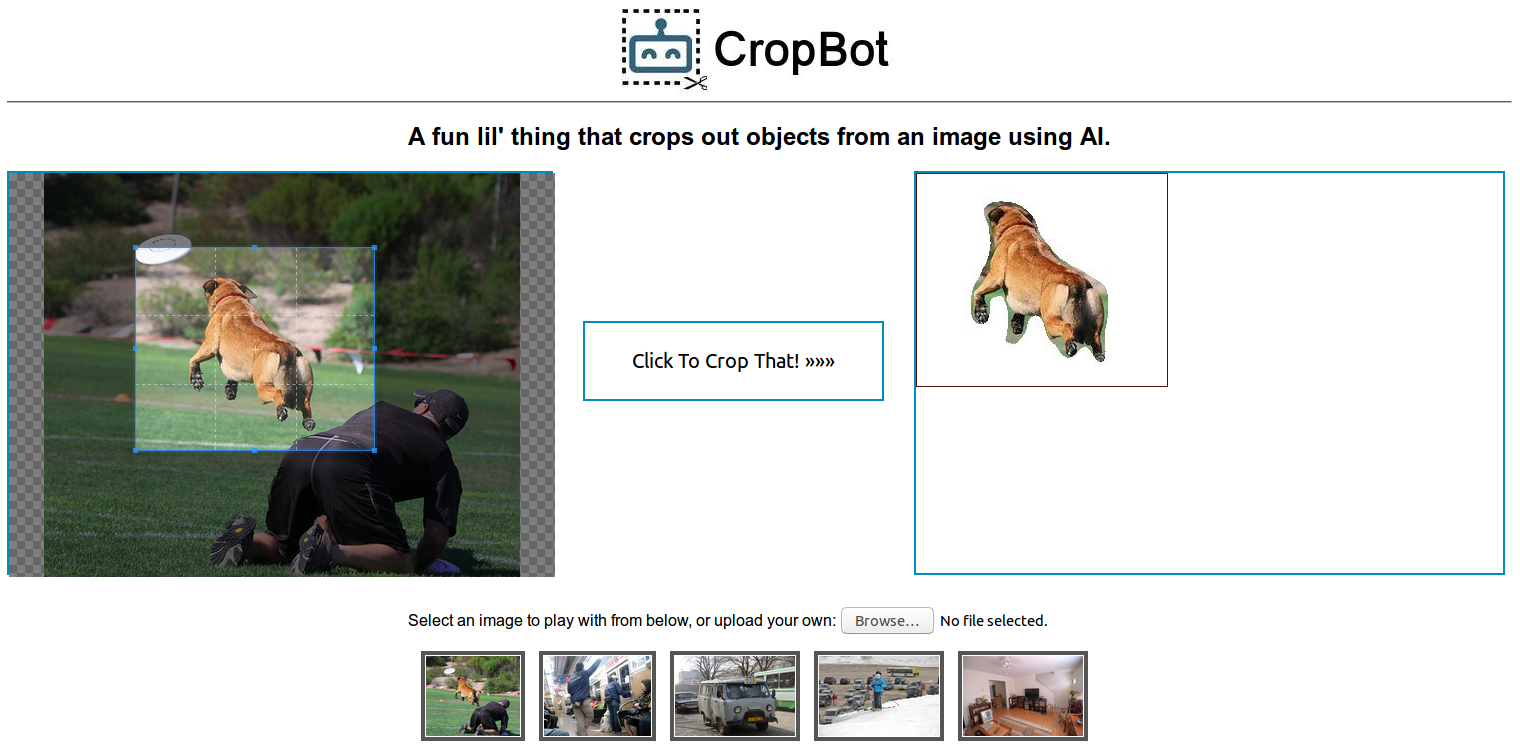 CropBot
A fun lil' thing that crops out objects from an image using AI.
Click To Crop That! »»»
Select an image to play with from below, or upload your own: Browse... No file selected.